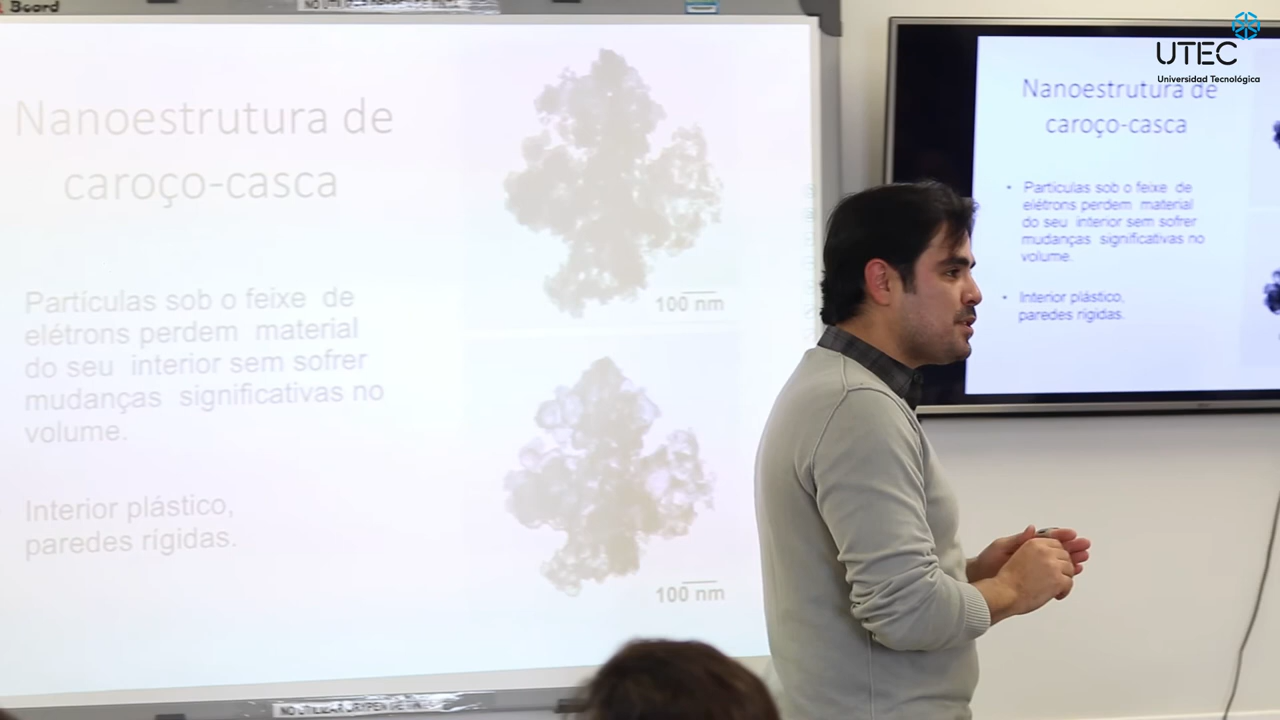 Board
Nanoestrutura de
caroço-casca
Partículas sob o feixe de
elétrons perdem material
do seu interior sem sofrer
mudanças significativas no
volume.
Interior plástico,
paredes rígidas.
100 nm
100 nm
UTEC
Universidad Tecnológica
Nanoestrutura de
caroço-casca
• Partículas sob o feixe de
elétrons perdem material
do seu interior sem sofrer
mudanças significativas no
volume.
• Interior plástico,
paredes rígidas.